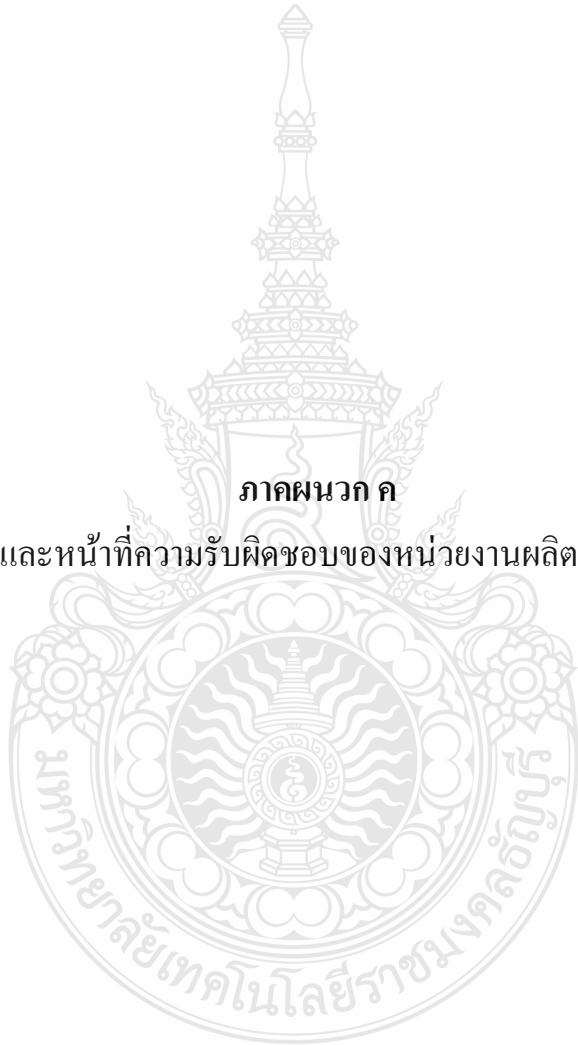 ภาคผนวก ค
และหน้าที่ความรับผิดชอบของหน่วยงานผลิต
มหาวิทยาลัยเทคโนโลยีราชมงคลธัญบุรี